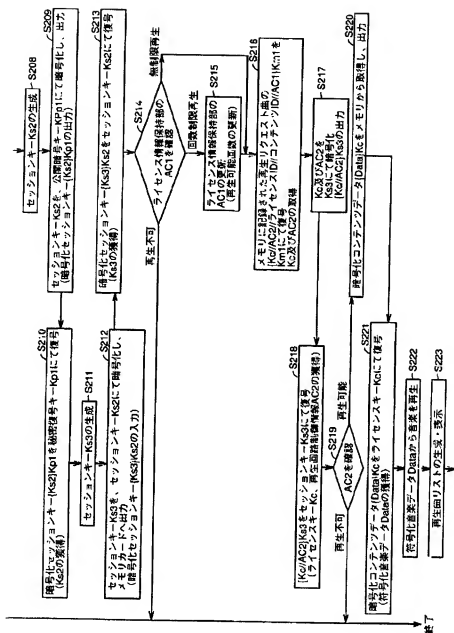 S208
セッションキーKs2の生成
S209
セッションキーKs2を、公開暗号キーKPp1にて暗号化し、出力
(暗号化セッションキー{Ks2}Kp1の出力)
S210
暗号化セッションキー{Ks2}Kp1を秘密復号キーKp1にて復号
(Ks2の獲得)
S211
セッションキーKs3の生成
S212
セッションキーKs3を、セッションキーKs2にて暗号化し、
メモリカードへ出力
(暗号化セッションキー{Ks3}Ks2の入力)
S213
暗号化セッションキー{Ks3}Ks2をセッションキーKs2にて復号
(Ks3の獲得)
S214
ライセンス情報保持部の
AC1を確認
再生不可
無制限再生
回数制限再生
S215
ライセンス情報保持部の
AC1の更新
(再生可能回数の更新)
S216
メモリに記録された再生リクエスト曲の
{Kc//AC2//ライセンスID//コンテンツID//AC1}Km1を
Km1にて復号
Kc及びAC2の取得
S217
Kc及びAC2を
Ks3にて暗号化
{Kc//AC2}Ks3の出力
S218
{Kc//AC2}Ks3をセッションキーKs3にて復号
(ライセンスキーKc、再生回路制御情報AC2の獲得)
S219
AC2を確認
再生不可
再生可能
S220
暗号化コンテンツデータ{Data}Kcをメモリから取得し、出力
S221
暗号化コンテンツデータ{Data}KcをライセンスキーKcにて復号
(符号化音楽データDataの獲得)
S222
符号化音楽データDataから音楽を再生
S223
再生曲リストの生成・表示
終了